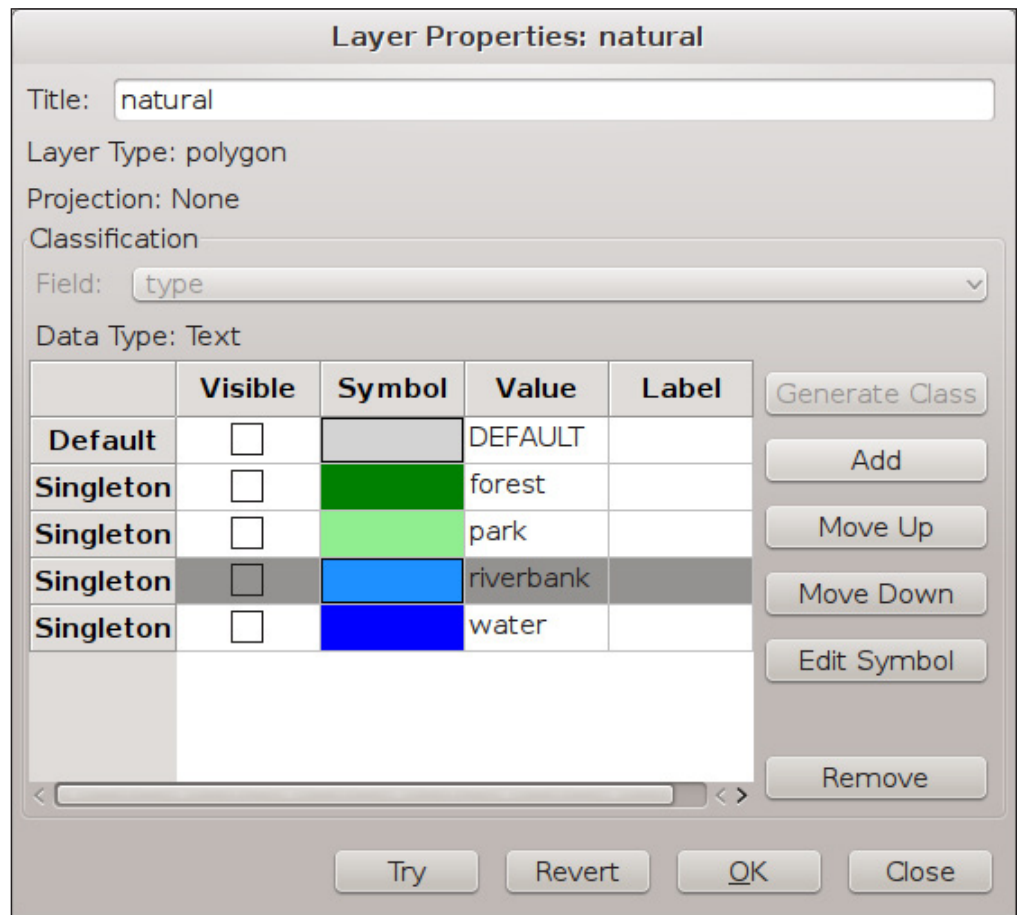 Layer Properties: natural
Title: natural
Layer Type: polygon
Projection: None
Classification
Field: type
Data Type: Text
Visible Symbol Value Label
Default DEFAULT
Singleton forest
Singleton park
Singleton riverbank
Singleton water
Generate Class
Add
Move Up
Move Down
Edit Symbol
Remove
Try Revert OK Close